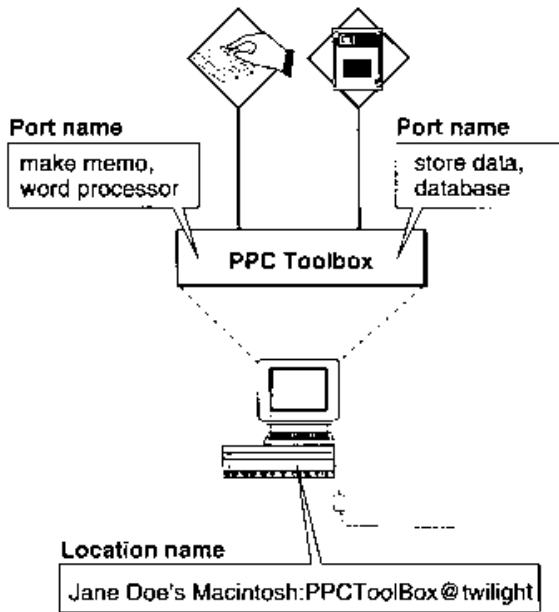 Port name
make memo,
word processor
Port name
store data,
database
PPC Toolbox
Location name
Jane Doe's Macintosh:PPCToolBox@twilight